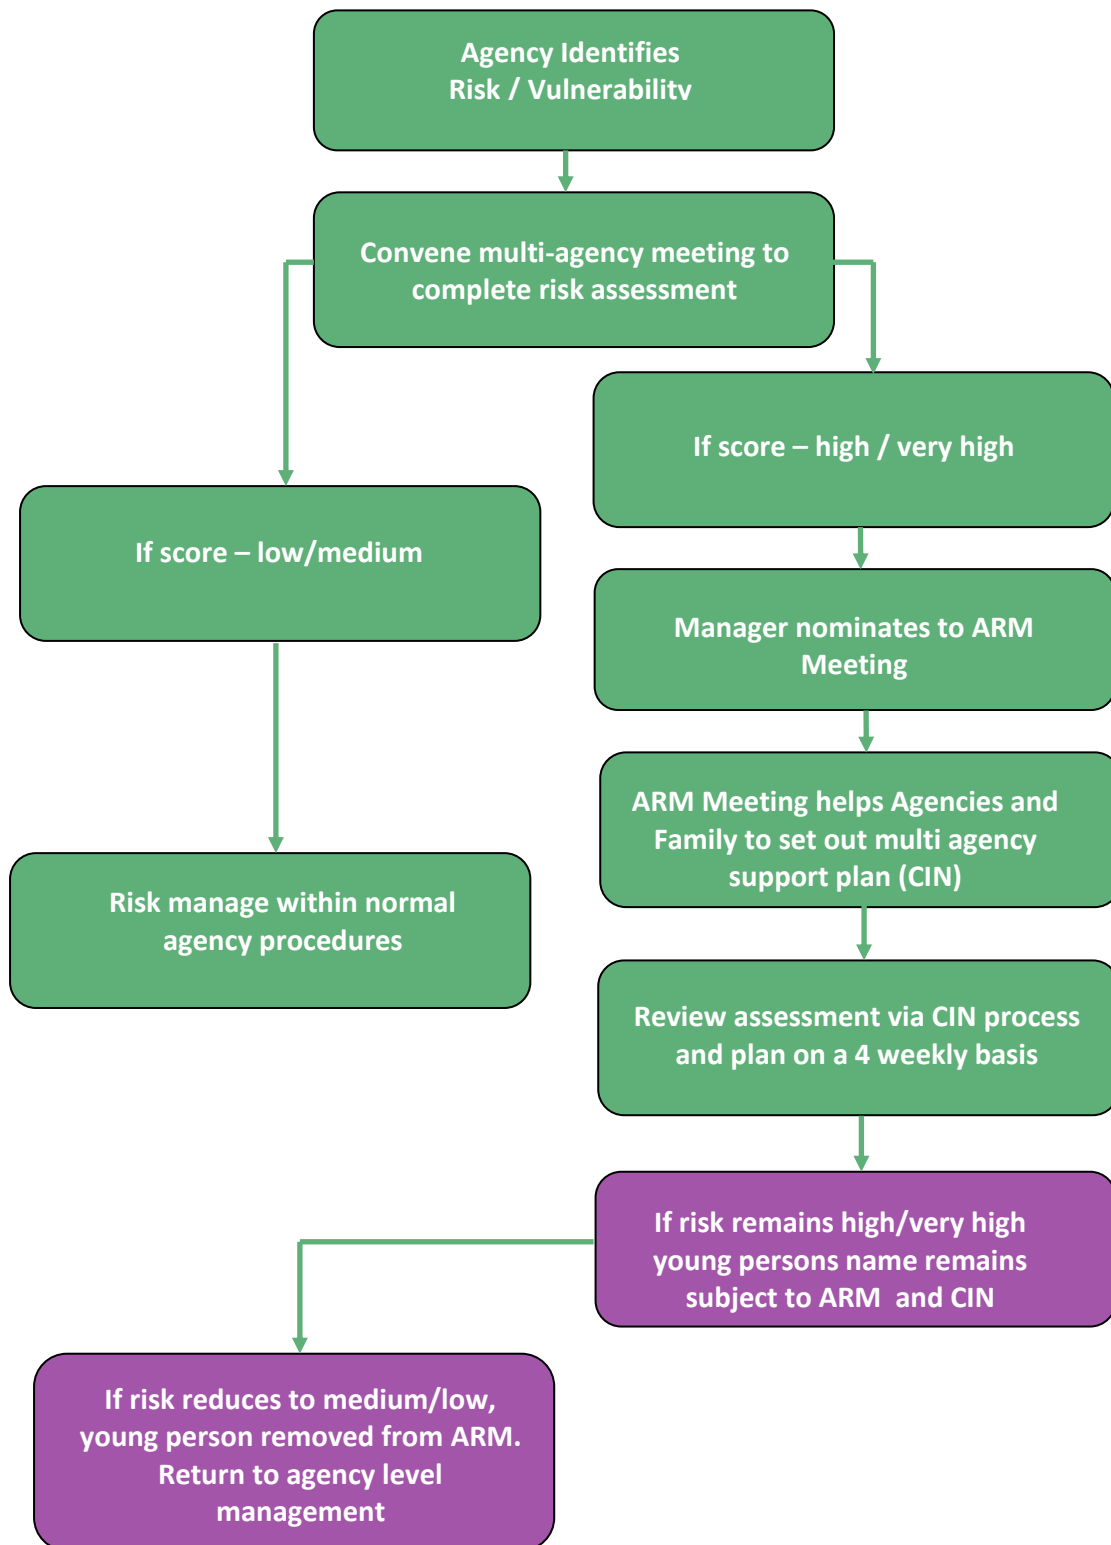 Agency Identifies
Risk / Vulnerability
Convene multi-agency meeting to
complete risk assessment
If score – high / very high
If score – low/medium
Manager nominates to ARM
Meeting
ARM Meeting helps Agencies and
Family to set out multi agency
support plan (CIN)
Risk manage within normal
agency procedures
Review assessment via CIN process
and plan on a 4 weekly basis
If risk remains high/very high
young persons name remains
subject to ARM and CIN
If risk reduces to medium/low,
young person removed from ARM.
Return to agency level
management